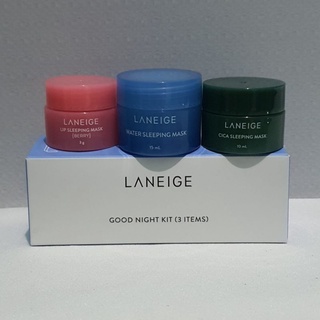 LANEIGE
LIP SLEEPING MASK
[BERRY]
3g
LANEIGE
WATER SLEEPING MASK
15 mL
LANEIGE
CICA SLEEPING MASK
10 mL
LANEIGE
GOOD NIGHT KIT (3 ITEMS)